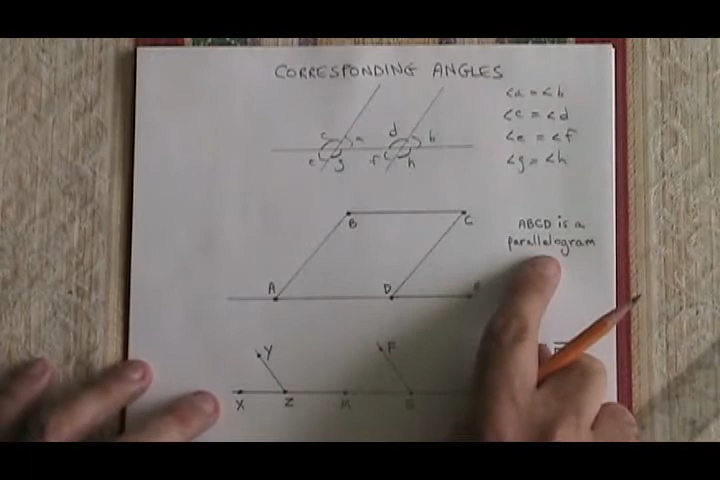 CORRESPONDING ANGLES
∠a = ∠b
∠c = ∠d
∠e = ∠f
∠g = ∠h
c a d b
e g f h
B C
ABCD is a
parallelogram
A D
Y F
X Z M